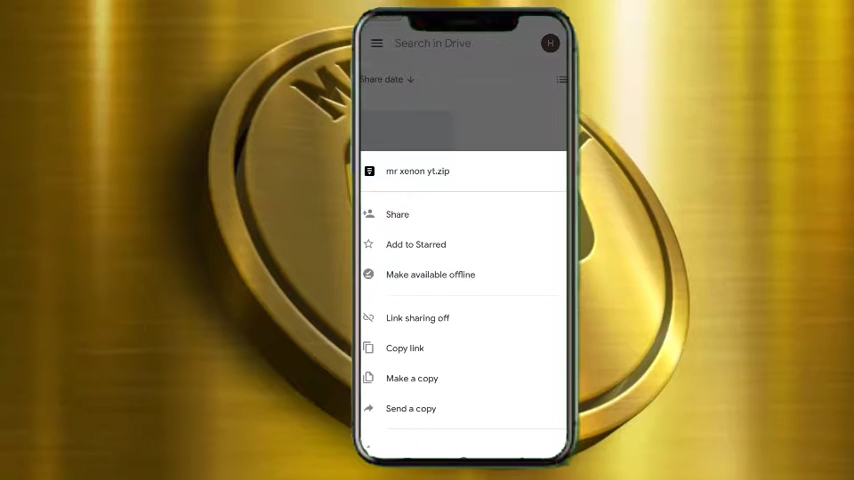 Search in Drive
H
Share date
mr xenon yt.zip
Share
Add to Starred
Make available offline
Link sharing off
Copy link
Make a copy
Send a copy